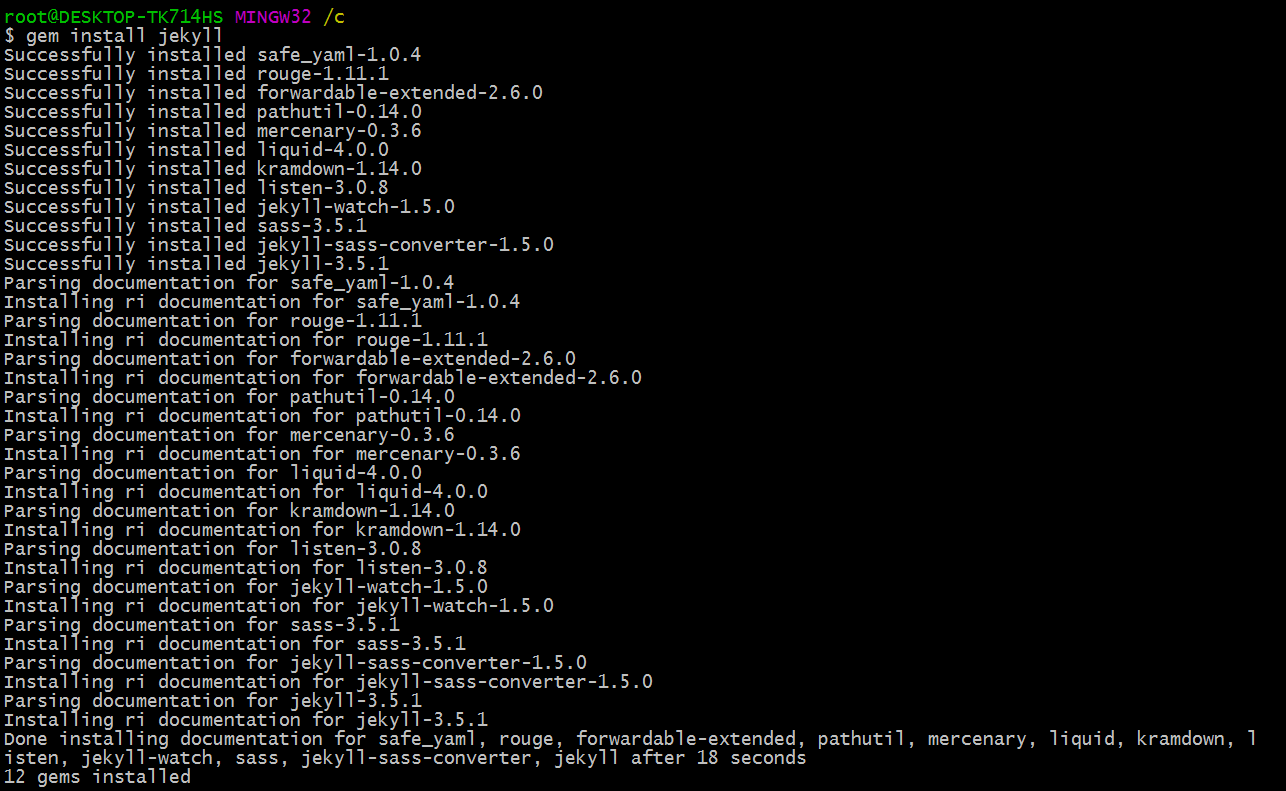 root@DESKTOP-TK714HS MINGW32 /c
$ gem install jekyll
Successfully installed safe_yaml-1.0.4
Successfully installed rouge-1.11.1
Successfully installed forwardable-extended-2.6.0
Successfully installed pathutil-0.14.0
Successfully installed mercenary-0.3.6
Successfully installed liquid-4.0.0
Successfully installed kramdown-1.14.0
Successfully installed listen-3.0.8
Successfully installed jekyll-watch-1.5.0
Successfully installed sass-3.5.1
Successfully installed jekyll-sass-converter-1.5.0
Successfully installed jekyll-3.5.1
Parsing documentation for safe_yaml-1.0.4
Installing ri documentation for safe_yaml-1.0.4
Parsing documentation for rouge-1.11.1
Installing ri documentation for rouge-1.11.1
Parsing documentation for forwardable-extended-2.6.0
Installing ri documentation for forwardable-extended-2.6.0
Parsing documentation for pathutil-0.14.0
Installing ri documentation for pathutil-0.14.0
Parsing documentation for mercenary-0.3.6
Installing ri documentation for mercenary-0.3.6
Parsing documentation for liquid-4.0.0
Installing ri documentation for liquid-4.0.0
Parsing documentation for kramdown-1.14.0
Installing ri documentation for kramdown-1.14.0
Parsing documentation for listen-3.0.8
Installing ri documentation for listen-3.0.8
Parsing documentation for jekyll-watch-1.5.0
Installing ri documentation for jekyll-watch-1.5.0
Parsing documentation for sass-3.5.1
Installing ri documentation for sass-3.5.1
Parsing documentation for jekyll-sass-converter-1.5.0
Installing ri documentation for jekyll-sass-converter-1.5.0
Parsing documentation for jekyll-3.5.1
Installing ri documentation for jekyll-3.5.1
Done installing documentation for safe_yaml, rouge, forwardable-extended, pathutil, mercenary, liquid, kramdown, l
isten, jekyll-watch, sass, jekyll-sass-converter, jekyll after 18 seconds
12 gems installed